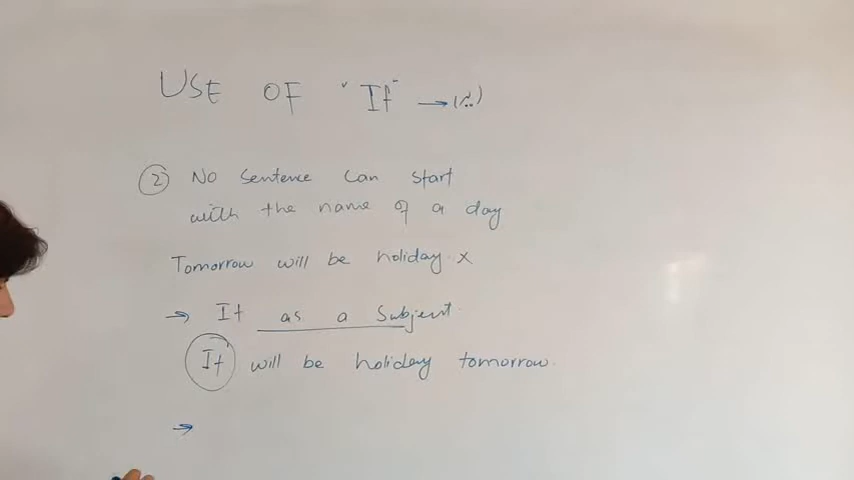 USE OF "It" →
② No sentence can start
with the name of a day
Tomorrow will be holiday. x
→ It as a Subject.
It will be holiday tomorrow.
→